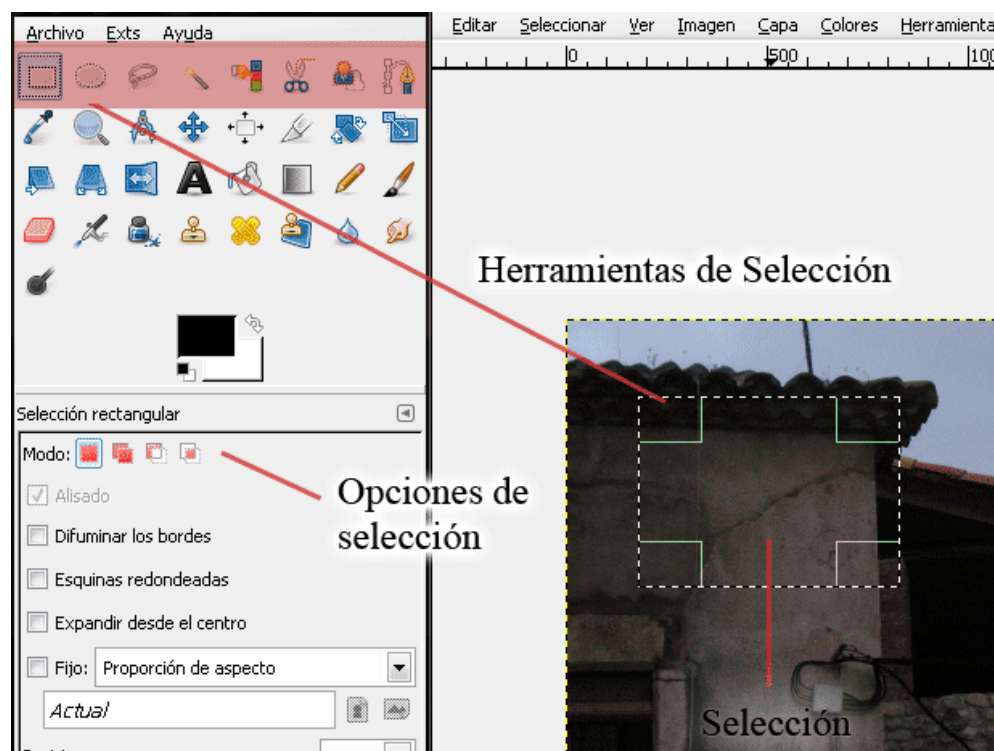 Archivo Exts Ayuda
Editar Seleccionar Ver Imagen Capa Colores Herramienta
0 500 100
Herramientas de Selección
Selección rectangular
Modo:
Opciones de
selección
Alisado
Difuminar los bordes
Esquinas redondeadas
Expandir desde el centro
Fijo: Proporción de aspecto
Actual
Selección